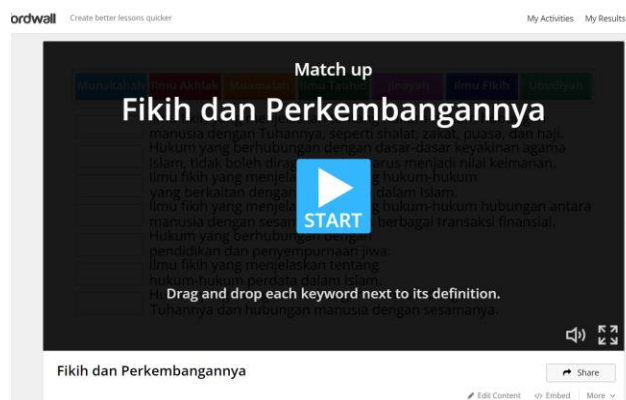 ordwall Create better lessons quicker My Activities My Results
Match up
Munakahah Ilmu Akhlak Muamalah Ilmu Tauhid Jinayah Ilmu Fikih Ubudiyah
Fikih dan Perkembangannya
manusia dengan Tuhannya, seperti shalat, zakat, puasa, dan haji.
Hukum yang berhubungan dengan dasar-dasar keyakinan agama
Islam, tidak boleh harus menjadi nilai keimanan.
ilmu fikih yang hukum-hukum
yang berkaitan dengan dalam Islam.
Ilmu fikih yang hukum-hukum hubungan antara
manusia dengan berbagai transaksi finansial.
START
Hukum yang berhubungan dengan
pendidikan dan penyempurnaan jiwa.
Ilmu fikih yang menjelaskan tentang
hukum-hukum perdata dalam Islam.
Drag and drop each keyword next to its definition.
Tuhannya dan hubungan manusia dengan sesamanya.
Fikih dan Perkembangannya Share
Edit Content Embed More